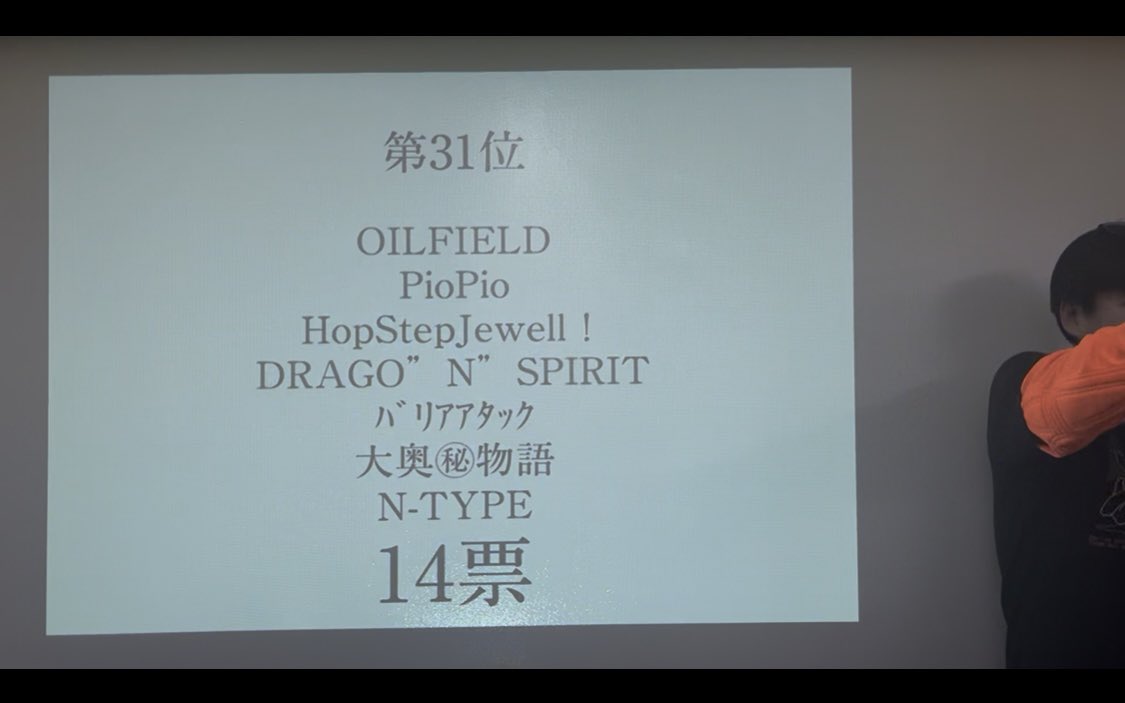 第31位
OILFIELD
PioPio
HopStepJewell！
DRAGO”N”SPIRIT
ﾊﾞﾘｱｱﾀｯｸ
大奥㊙物語
N-TYPE
14票